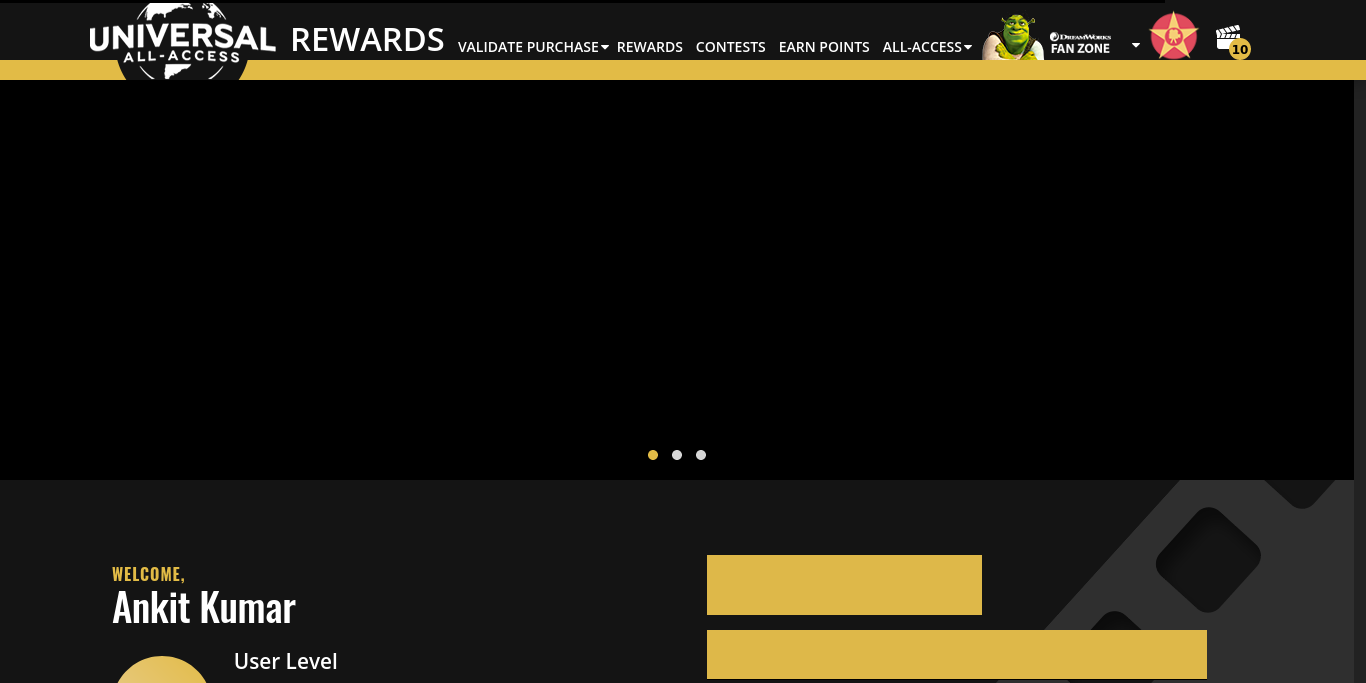 UNIVERSAL
ALL-ACCESS
REWARDS
VALIDATE PURCHASE
REWARDS
CONTESTS
EARN POINTS
ALL-ACCESS
DREAMWORKS
FAN ZONE
10
WELCOME,
Ankit Kumar
User Level